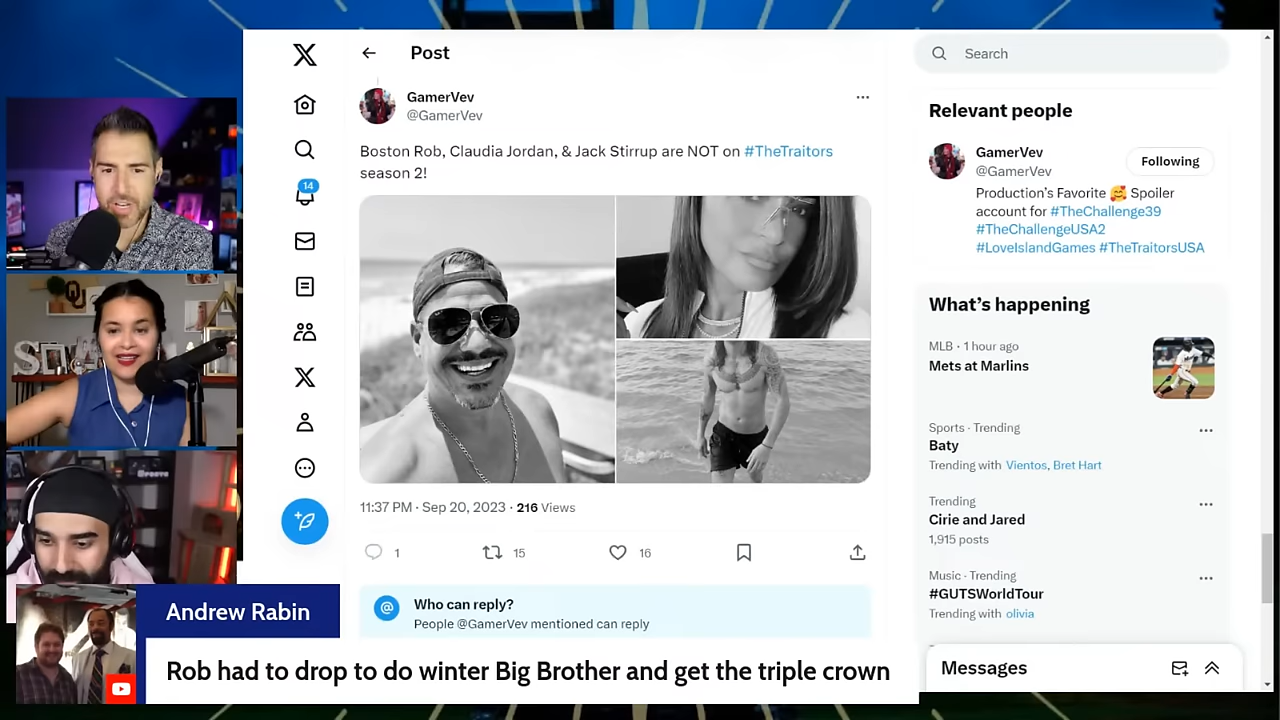 Post
GamerVev
@GamerVev
Boston Rob, Claudia Jordan, & Jack Stirrup are NOT on #TheTraitors
season 2!
11:37 PM · Sep 20, 2023 · 216 Views
1
15
16
Who can reply?
People @GamerVev mentioned can reply
14
Search
Relevant people
GamerVev
@GamerVev
Following
Production's Favorite 🥰 Spoiler
account for #TheChallenge39
#TheChallengeUSA2
#LoveIslandGames #TheTraitorsUSA
What's happening
MLB · 1 hour ago
Mets at Marlins
Sports · Trending
Baty
Trending with Vientos, Bret Hart
Trending
Cirie and Jared
1,915 posts
Music · Trending
#GUTSWorldTour
Trending with olivia
Messages
Andrew Rabin
Rob had to drop to do winter Big Brother and get the triple crown